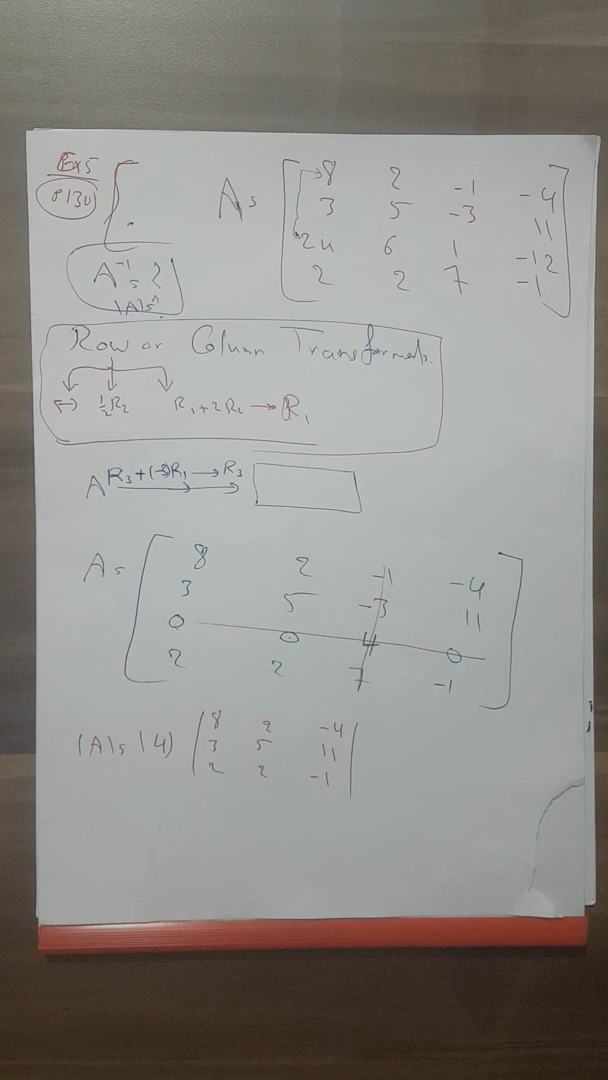 Ex5
P130
A = [ 8 2 -1 -4
3 5 -3 11
24 6 1 -12
2 2 7 -1 ]
A⁻¹ = ?
|A| =
Row or Column Transformats.
↔ ½R₂ R₁+2R₂ → R₁
A R₃+(-3)R₁ → R₃
A = [ 8 2 -1 -4
3 5 -3 11
0 0 4 0
2 2 7 -1 ]
|A| = (4) | 8 2 -4
3 5 11
2 2 -1 |